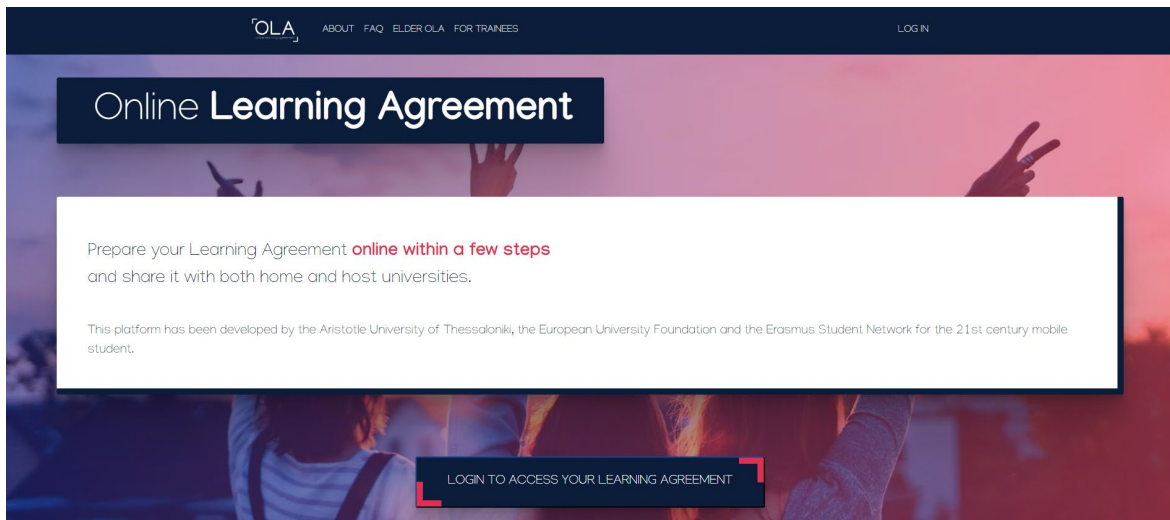 OLA
ABOUT FAQ ELDER OLA FOR TRAINEES
LOG IN
Online Learning Agreement
Prepare your Learning Agreement online within a few steps
and share it with both home and host universities.
This platform has been developed by the Aristotle University of Thessaloniki, the European University Foundation and the Erasmus Student Network for the 21st century mobile
student.
LOGIN TO ACCESS YOUR LEARNING AGREEMENT